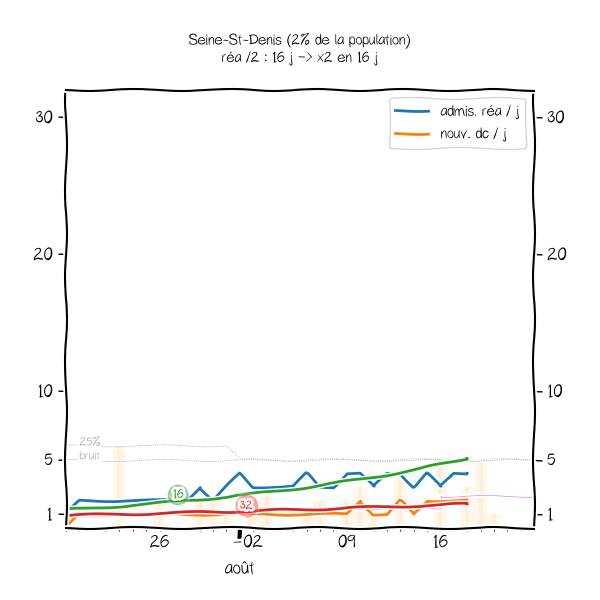 Seine-St-Denis (2% de la population)
réa /2 : 16 j -> x2 en 16 j
admis. réa / j
nouv. dc / j
30
30
20
20
10
10
25%
bruit
5
5
16
32
1
1
26
02
09
16
août